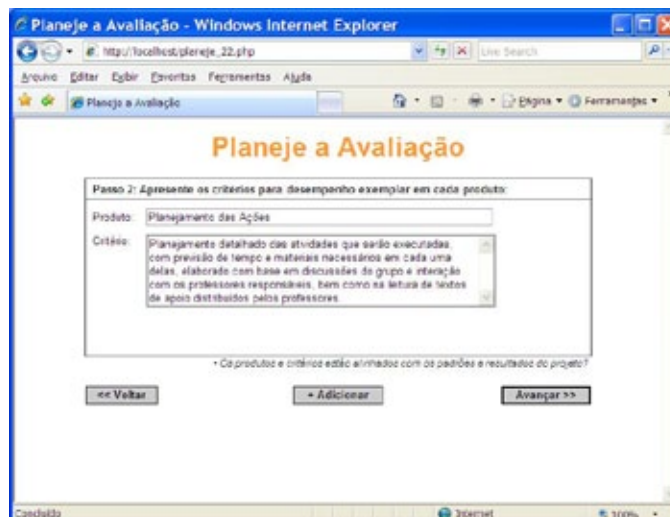 Planeje a Avaliação - Windows Internet Explorer
http://localhost/planeje_22.php
Live Search
Arquivo Editar Exibir Favoritos Ferramentas Ajuda
Planeje a Avaliação
Página Ferramentas
Planeje a Avaliação
Passo 2: Apresente os critérios para desempenho exemplar em cada produto:
Produto: Planejamento das Ações
Critério: Planejamento detalhado das atividades que serão executadas,
com previsão de tempo e materiais necessários em cada uma
delas, elaborado com base em discussões do grupo e interação
com os professores responsáveis, bem como na leitura de textos
de apoio distribuídos pelos professores.
• Os produtos e critérios estão alinhados com os padrões e resultados do projeto?
<< Voltar
+ Adicionar
Avançar >>
Concluído
Internet
100%